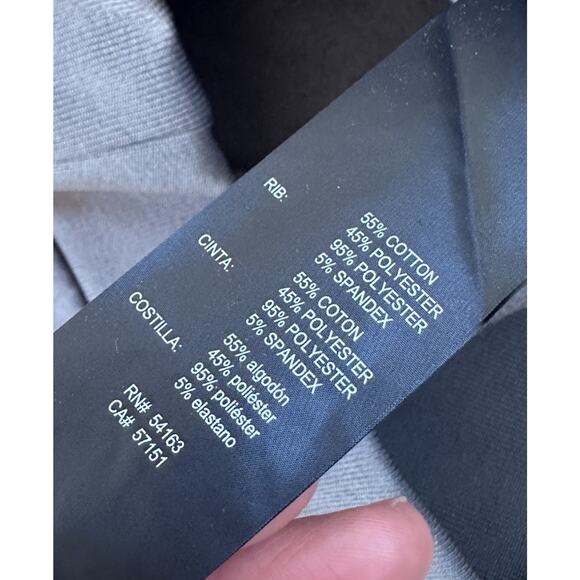 55% COTTON
45% POLYESTER
RIB: 95% POLYESTER
5% SPANDEX
55% COTON
45% POLYESTER
CINTA: 95% POLYESTER
5% SPANDEX
55% algodón
45% poliéster
COSTILLA: 95% poliéster
5% elastano
RN# 54163
CA# 57151